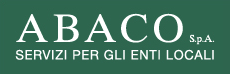 ABACO S.p.A.
SERVIZI PER GLI ENTI LOCALI